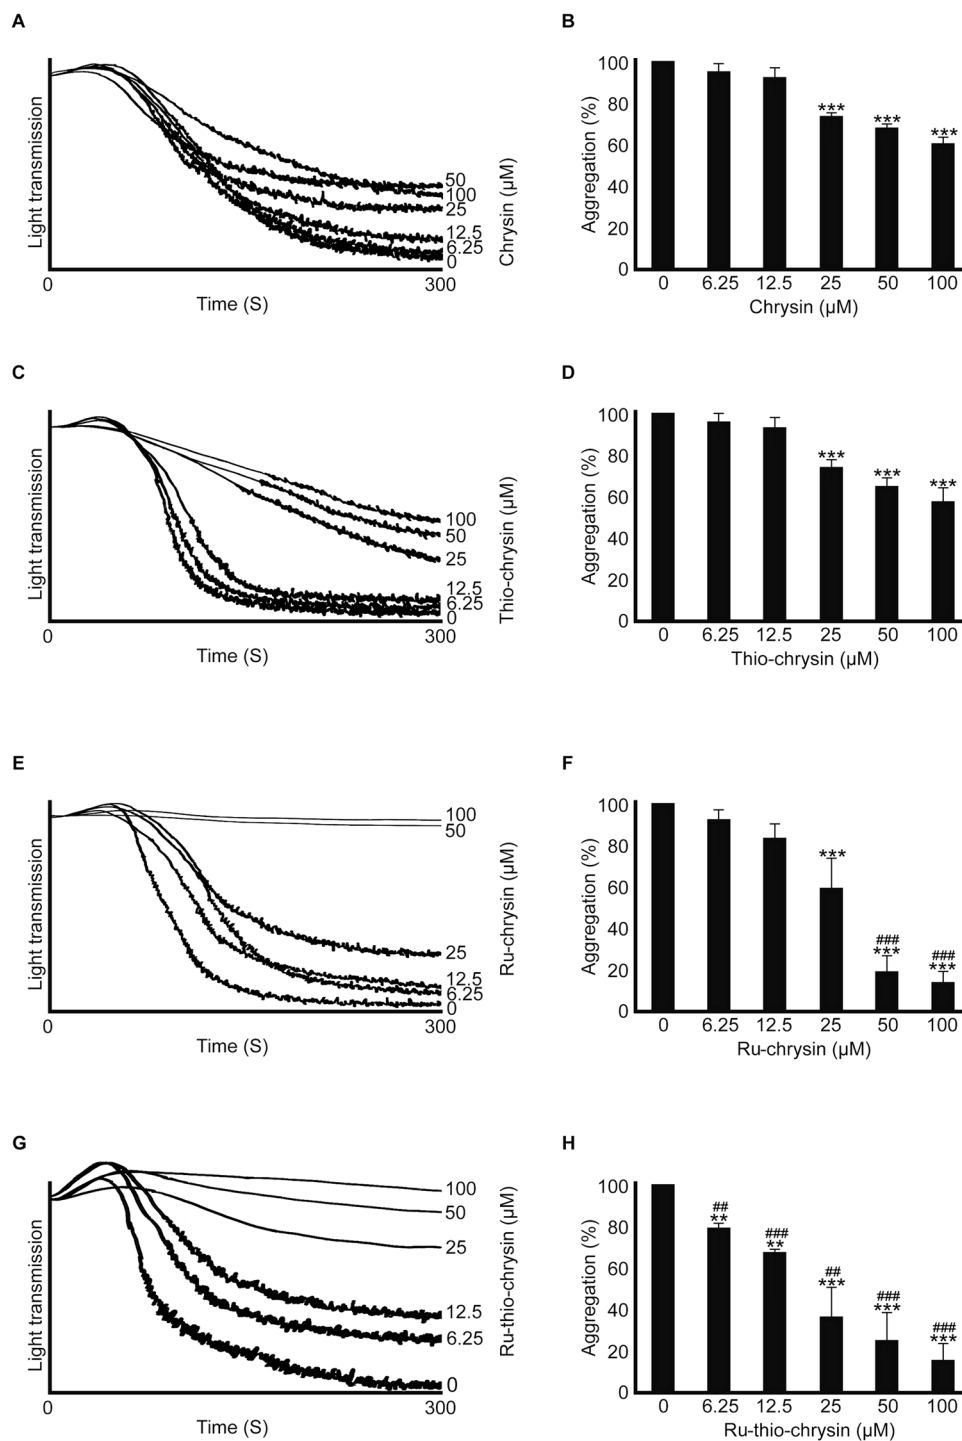 A
Light transmission
50
100
25
12.5
6.25
0
Chrysin (µM)
0
300
Time (S)
B
Aggregation (%)
100
80
60
40
20
0
***
***
***
0 6.25 12.5 25 50 100
Chrysin (µM)
C
Light transmission
100
50
25
12.5
6.25
0
Thio-chrysin (µM)
0
300
Time (S)
D
Aggregation (%)
100
80
60
40
20
0
***
***
***
0 6.25 12.5 25 50 100
Thio-chrysin (µM)
E
Light transmission
100
50
25
12.5
6.25
0
Ru-chrysin (µM)
0
300
Time (S)
F
Aggregation (%)
100
80
60
40
20
0
***
###
***
###
***
0 6.25 12.5 25 50 100
Ru-chrysin (µM)
G
Light transmission
100
50
25
12.5
6.25
0
Ru-thio-chrysin (µM)
0
300
Time (S)
H
Aggregation (%)
100
80
60
40
20
0
##
**
###
**
##
***
###
***
###
***
0 6.25 12.5 25 50 100
Ru-thio-chrysin (µM)